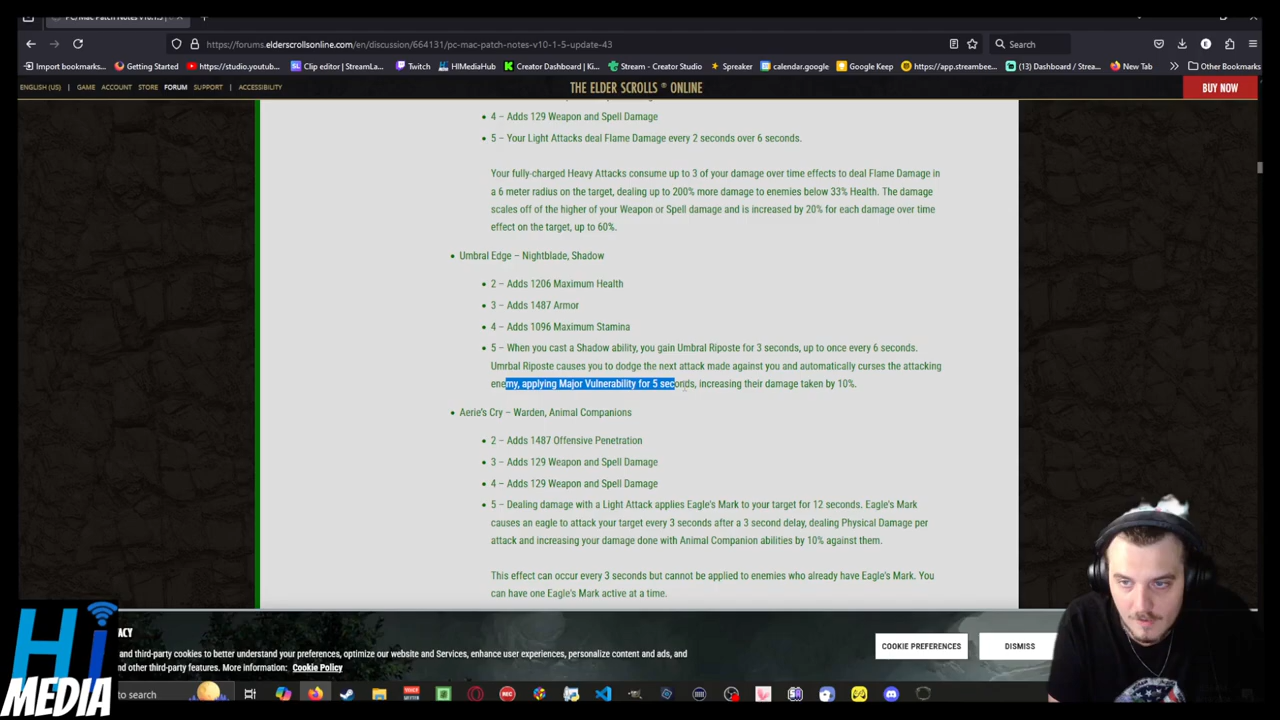 PC/Mac Patch Notes v10.1.5
https://forums.elderscrollsonline.com/en/discussion/664131/pc-mac-patch-notes-v10-1-5-update-43
Search
Import bookmarks... Getting Started https://studio.youtub... Clip editor | StreamLa... Twitch HIMediaHub Creator Dashboard | Ki... Stream - Creator Studio Spreaker calendar.google Google Keep https://app.streambee... (13) Dashboard / Strea... New Tab Other Bookmarks
ENGLISH (US) GAME ACCOUNT STORE FORUM SUPPORT ACCESSIBILITY
THE ELDER SCROLLS ® ONLINE
BUY NOW
4 – Adds 129 Weapon and Spell Damage
5 – Your Light Attacks deal Flame Damage every 2 seconds over 6 seconds.
Your fully-charged Heavy Attacks consume up to 3 of your damage over time effects to deal Flame Damage in
a 6 meter radius on the target, dealing up to 200% more damage to enemies below 33% Health. The damage
scales off of the higher of your Weapon or Spell damage and is increased by 20% for each damage over time
effect on the target, up to 60%.
Umbral Edge – Nightblade, Shadow
2 – Adds 1206 Maximum Health
3 – Adds 1487 Armor
4 – Adds 1096 Maximum Stamina
5 – When you cast a Shadow ability, you gain Umbral Riposte for 3 seconds, up to once every 6 seconds.
Umrbal Riposte causes you to dodge the next attack made against you and automatically curses the attacking
enemy, applying Major Vulnerability for 5 seconds, increasing their damage taken by 10%.
Aerie's Cry – Warden, Animal Companions
2 – Adds 1487 Offensive Penetration
3 – Adds 129 Weapon and Spell Damage
4 – Adds 129 Weapon and Spell Damage
5 – Dealing damage with a Light Attack applies Eagle's Mark to your target for 12 seconds. Eagle's Mark
causes an eagle to attack your target every 3 seconds after a 3 second delay, dealing Physical Damage per
attack and increasing your damage done with Animal Companion abilities by 10% against them.
This effect can occur every 3 seconds but cannot be applied to enemies who already have Eagle's Mark. You
can have one Eagle's Mark active at a time.
ACY
and third-party cookies to better understand your preferences, optimize our website and Services, enhance user experiences, personalize content and ads, and
other third-party features. More Information: Cookie Policy
COOKIE PREFERENCES
DISMISS
Hi
MEDIA
to search